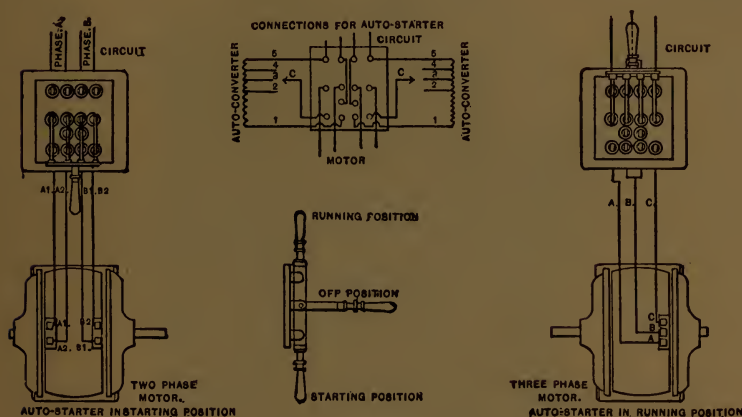 PHASE.A.
PHASE.B.
CIRCUIT
A1. A2. B1. B2
A1. B2
A2. B1.
TWO PHASE
MOTOR.
AUTO-STARTER IN STARTING POSITION
CONNECTIONS FOR AUTO-STARTER
CIRCUIT
AUTO-CONVERTER
5
4
3
2
1
C
C
5
4
3
2
1
AUTO-CONVERTER
MOTOR
RUNNING POSITION
OFF POSITION
STARTING POSITION
CIRCUIT
A. B. C.
C
B
A
THREE PHASE
MOTOR.
AUTO-STARTER IN RUNNING POSITION